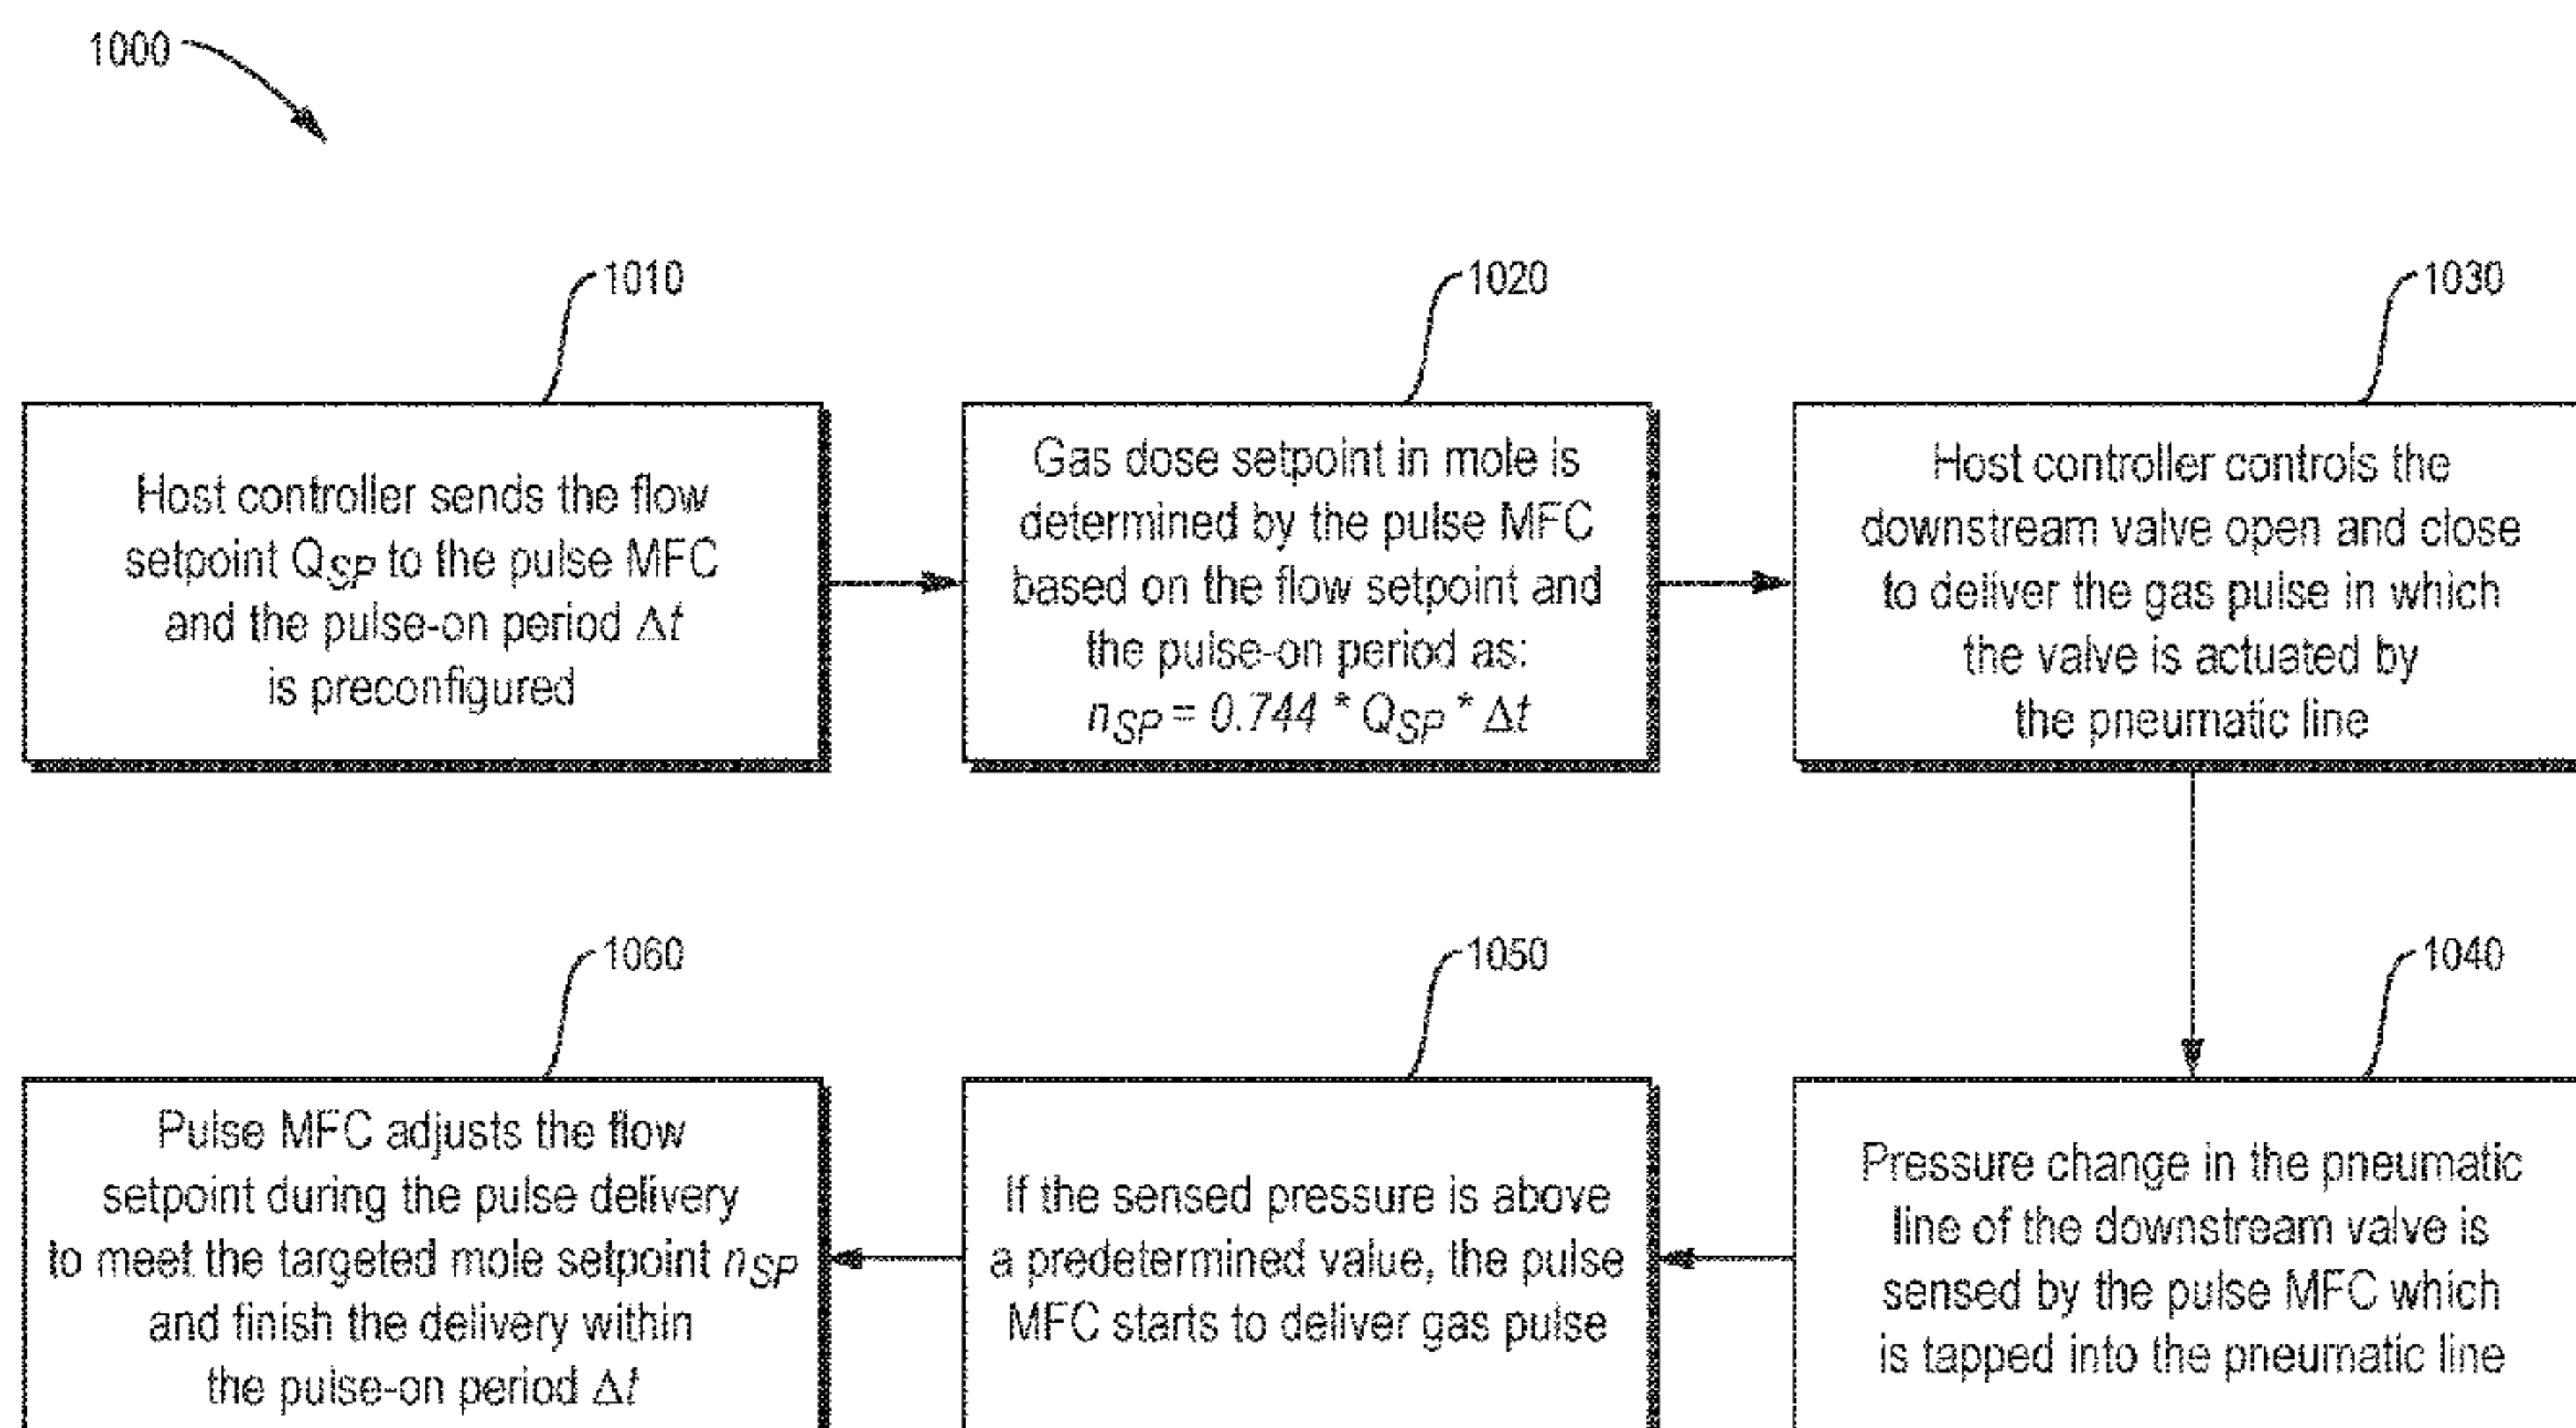 1000
1010
Host controller sends the flow
setpoint QSP to the pulse MFC
and the pulse-on period Δt
is preconfigured
1020
Gas dose setpoint in mole is
determined by the pulse MFC
based on the flow setpoint and
the pulse-on period as:
nSP = 0.744 * QSP * Δt
1030
Host controller controls the
downstream valve open and close
to deliver the gas pulse in which
the valve is actuated by
the pneumatic line
1040
Pressure change in the pneumatic
line of the downstream valve is
sensed by the pulse MFC which
is tapped into the pneumatic line
1050
If the sensed pressure is above
a predetermined value, the pulse
MFC starts to deliver gas pulse
1060
Pulse MFC adjusts the flow
setpoint during the pulse delivery
to meet the targeted mole setpoint nSP
and finish the delivery within
the pulse-on period Δt